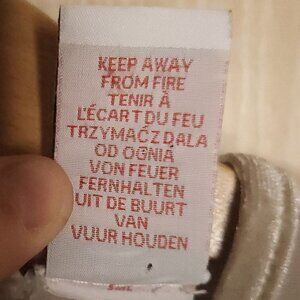 KEEP AWAY
FROM FIRE
TENIR À
L'ÉCART DU FEU
TRZYMAĆ Z DALA
OD OGNIA
VON FEUER
FERNHALTEN
UIT DE BUURT
VAN
VUUR HOUDEN